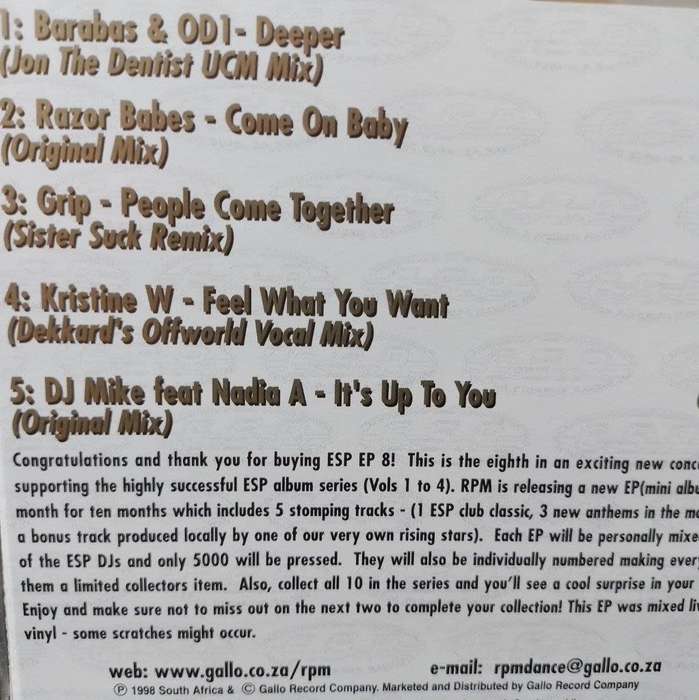 1: Barabas & OD1- Deeper
(Jon The Dentist UCM Mix)
2: Razor Babes - Come On Baby
(Original Mix)
3: Grip - People Come Together
(Sister Suck Remix)
4: Kristine W - Feel What You Want
(Dekkard's Offworld Vocal Mix)
5: DJ Mike feat Nadia A - It's Up To You
(Original Mix)
Congratulations and thank you for buying ESP EP 8! This is the eighth in an exciting new
supporting the highly successful ESP album series (Vols 1 to 4). RPM is releasing a new EP(mini
month for ten months which includes 5 stomping tracks - (1 ESP club classic, 3 new anthems in the
a bonus track produced locally by one of our very own rising stars). Each EP will be personally
of the ESP DJs and only 5000 will be pressed. They will also be individually numbered making
them a limited collectors item. Also, collect all 10 in the series and you'll see a cool surprise in your
Enjoy and make sure not to miss out on the next two to complete your collection! This EP was mixed
vinyl - some scratches might occur.
web: www.gallo.co.za/rpm e-mail: rpmdance@gallo.co.za
℗ 1998 South Africa & © Gallo Record Company. Marketed and Distributed by Gallo Record Company